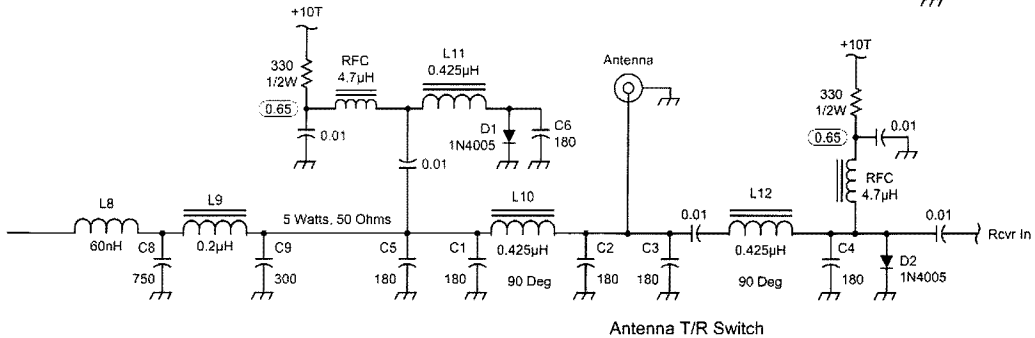 +10T
330
1/2W
0.65
0.01
RFC
4.7µH
L11
0.425µH
D1
1N4005
C6
180
0.01
Antenna
+10T
330
1/2W
0.65
0.01
RFC
4.7µH
L8
60nH
C8
750
L9
0.2µH
C9
300
5 Watts, 50 Ohms
C5
180
C1
180
L10
0.425µH
90 Deg
C2
180
C3
180
0.01
L12
0.425µH
90 Deg
C4
180
D2
1N4005
0.01
Rcvr In
Antenna T/R Switch